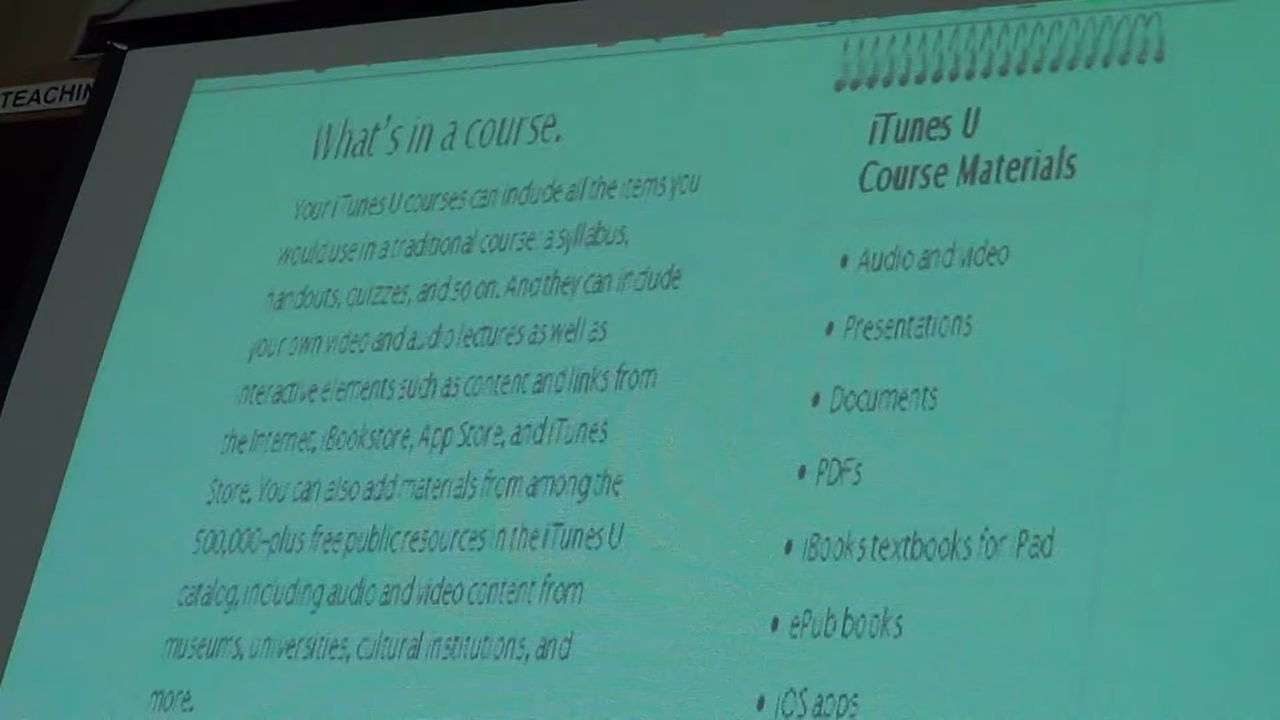 TEACHIN
What's in a course.
Your iTunes U courses can include all the items you
would use in a traditional course: a syllabus,
handouts, quizzes, and so on. And they can include
your own video and audio lectures as well as
interactive elements such as content and links from
the Internet, iBookstore, App Store, and iTunes
Store. You can also add materials from among the
500,000-plus free public resources in the iTunes U
catalog, including audio and video content from
museums, universities, cultural institutions, and
more.
iTunes U
Course Materials
• Audio and video
• Presentations
• Documents
• PDFs
• iBooks textbooks for iPad
• ePub books
• iOS apps